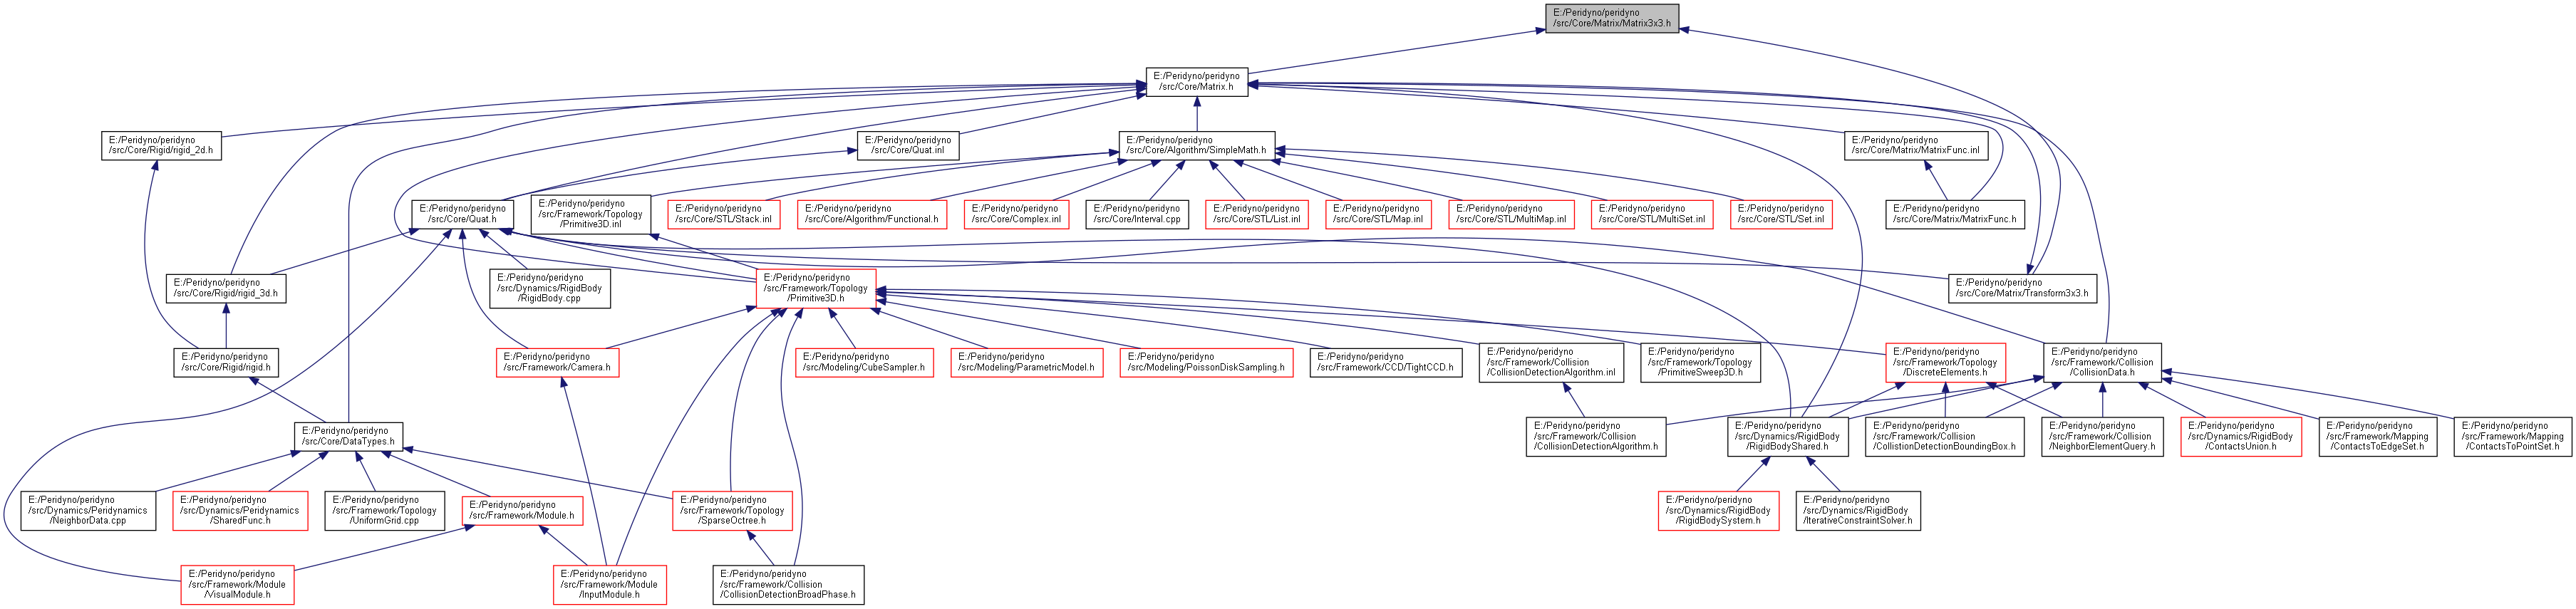 E:/Peridyno/peridyno
/src/Core/Matrix/Matrix3x3.h
E:/Peridyno/peridyno
/src/Core/Matrix.h
E:/Peridyno/peridyno
/src/Core/Rigid/rigid_2d.h
E:/Peridyno/peridyno
/src/Core/Quat.inl
E:/Peridyno/peridyno
/src/Core/Algorithm/SimpleMath.h
E:/Peridyno/peridyno
/src/Core/Matrix/MatrixFunc.inl
E:/Peridyno/peridyno
/src/Core/Quat.h
E:/Peridyno/peridyno
/src/Framework/Topology
/Primitive3D.inl
E:/Peridyno/peridyno
/src/Core/STL/Stack.inl
E:/Peridyno/peridyno
/src/Core/Algorithm/Functional.h
E:/Peridyno/peridyno
/src/Core/Complex.inl
E:/Peridyno/peridyno
/src/Core/Interval.cpp
E:/Peridyno/peridyno
/src/Core/STL/List.inl
E:/Peridyno/peridyno
/src/Core/STL/Map.inl
E:/Peridyno/peridyno
/src/Core/STL/MultiMap.inl
E:/Peridyno/peridyno
/src/Core/STL/MultiSet.inl
E:/Peridyno/peridyno
/src/Core/STL/Set.inl
E:/Peridyno/peridyno
/src/Core/Matrix/MatrixFunc.h
E:/Peridyno/peridyno
/src/Core/Rigid/rigid_3d.h
E:/Peridyno/peridyno
/src/Dynamics/RigidBody
/RigidBody.cpp
E:/Peridyno/peridyno
/src/Framework/Topology
/Primitive3D.h
E:/Peridyno/peridyno
/src/Core/Matrix/Transform3x3.h
E:/Peridyno/peridyno
/src/Core/Rigid/rigid.h
E:/Peridyno/peridyno
/src/Framework/Camera.h
E:/Peridyno/peridyno
/src/Modeling/CubeSampler.h
E:/Peridyno/peridyno
/src/Modeling/ParametricModel.h
E:/Peridyno/peridyno
/src/Modeling/PoissonDiskSampling.h
E:/Peridyno/peridyno
/src/Framework/CCD/TightCCD.h
E:/Peridyno/peridyno
/src/Framework/Collision
/CollisionDetectionAlgorithm.inl
E:/Peridyno/peridyno
/src/Framework/Topology
/PrimitiveSweep3D.h
E:/Peridyno/peridyno
/src/Framework/Topology
/DiscreteElements.h
E:/Peridyno/peridyno
/src/Framework/Collision
/CollisionData.h
E:/Peridyno/peridyno
/src/Core/DataTypes.h
E:/Peridyno/peridyno
/src/Framework/Collision
/CollisionDetectionAlgorithm.h
E:/Peridyno/peridyno
/src/Dynamics/RigidBody
/RigidBodyShared.h
E:/Peridyno/peridyno
/src/Framework/Collision
/CollistionDetectionBoundingBox.h
E:/Peridyno/peridyno
/src/Framework/Collision
/NeighborElementQuery.h
E:/Peridyno/peridyno
/src/Dynamics/RigidBody
/ContactsUnion.h
E:/Peridyno/peridyno
/src/Framework/Mapping
/ContactsToEdgeSet.h
E:/Peridyno/peridyno
/src/Framework/Mapping
/ContactsToPointSet.h
E:/Peridyno/peridyno
/src/Dynamics/Peridynamics
/NeighborData.cpp
E:/Peridyno/peridyno
/src/Dynamics/Peridynamics
/SharedFunc.h
E:/Peridyno/peridyno
/src/Framework/Topology
/UniformGrid.cpp
E:/Peridyno/peridyno
/src/Framework/Module.h
E:/Peridyno/peridyno
/src/Framework/Topology
/SparseOctree.h
E:/Peridyno/peridyno
/src/Dynamics/RigidBody
/RigidBodySystem.h
E:/Peridyno/peridyno
/src/Dynamics/RigidBody
/IterativeConstraintSolver.h
E:/Peridyno/peridyno
/src/Framework/Module
/VisualModule.h
E:/Peridyno/peridyno
/src/Framework/Module
/InputModule.h
E:/Peridyno/peridyno
/src/Framework/Collision
/CollisionDetectionBroadPhase.h